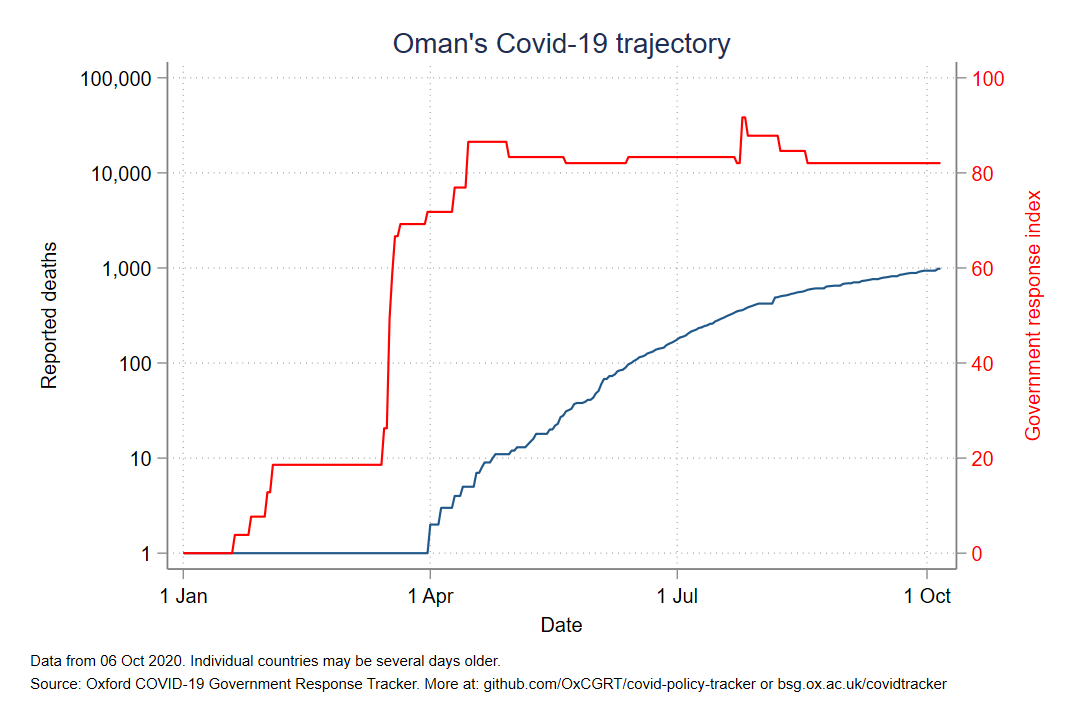 Oman's Covid-19 trajectory
100,000
10,000
1,000
100
10
1
Reported deaths
100
80
60
40
20
0
Government response index
1 Jan
1 Apr
1 Jul
1 Oct
Date
Data from 06 Oct 2020. Individual countries may be several days older.
Source: Oxford COVID-19 Government Response Tracker. More at: github.com/OxCGRT/covid-policy-tracker or bsg.ox.ac.uk/covidtracker